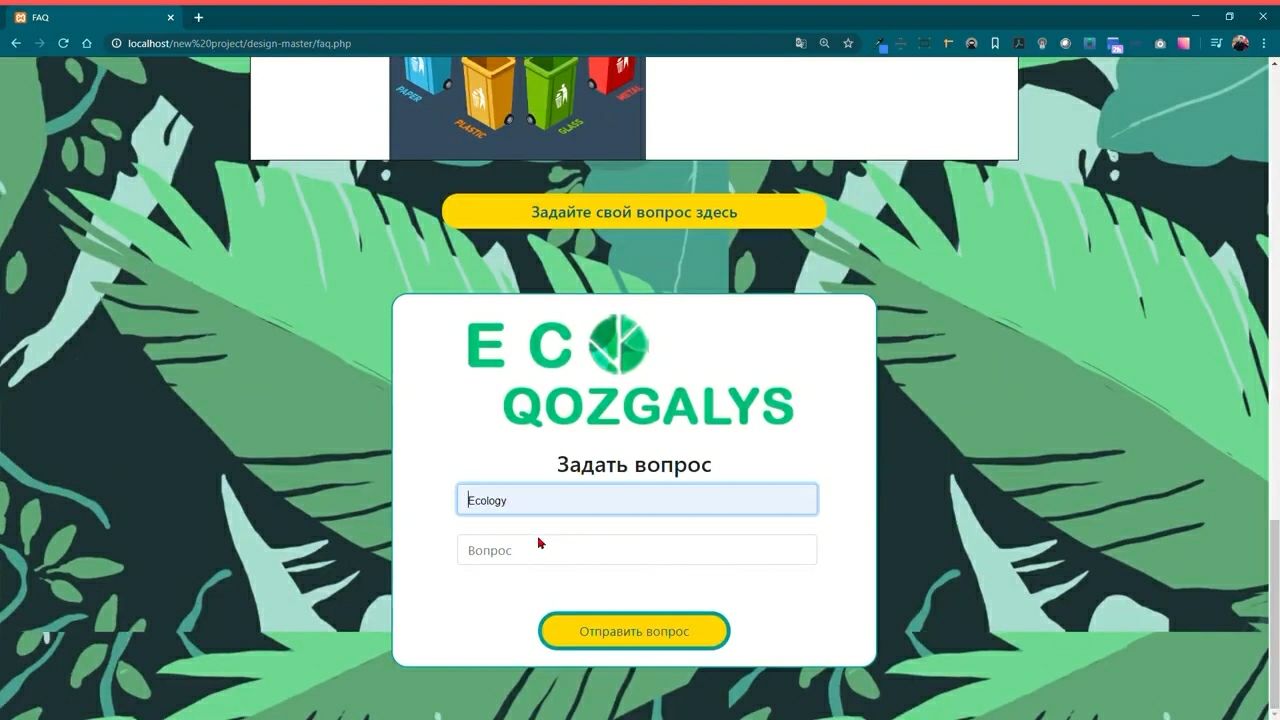 FAQ
localhost/new%20project/design-master/faq.php
PAPER
PLASTIC
GLASS
METAL
Задайте свой вопрос здесь
EC
QOZGALYS
Задать вопрос
Ecology
Вопрос
Отправить вопрос